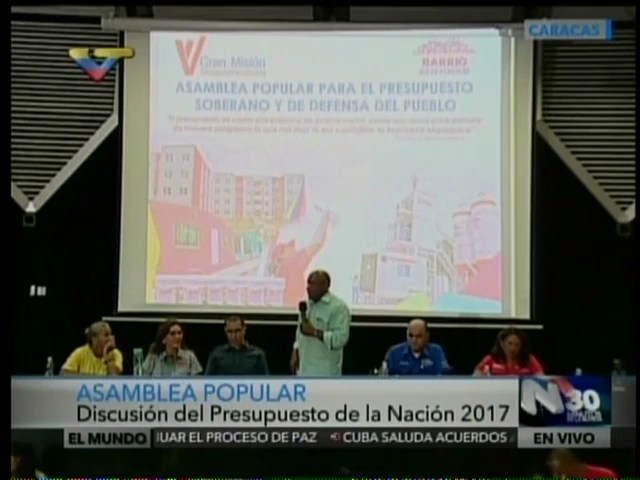 CARACAS
Gran Misión
BARRIO
ASAMBLEA POPULAR PARA EL PRESUPUESTO
SOBERANO Y DE DEFENSA DEL PUEBLO
ASAMBLEA POPULAR
Discusión del Presupuesto de la Nación 2017
30
EL MUNDO UAR EL PROCESO DE PAZ CUBA SALUDA ACUERDOS
EN VIVO